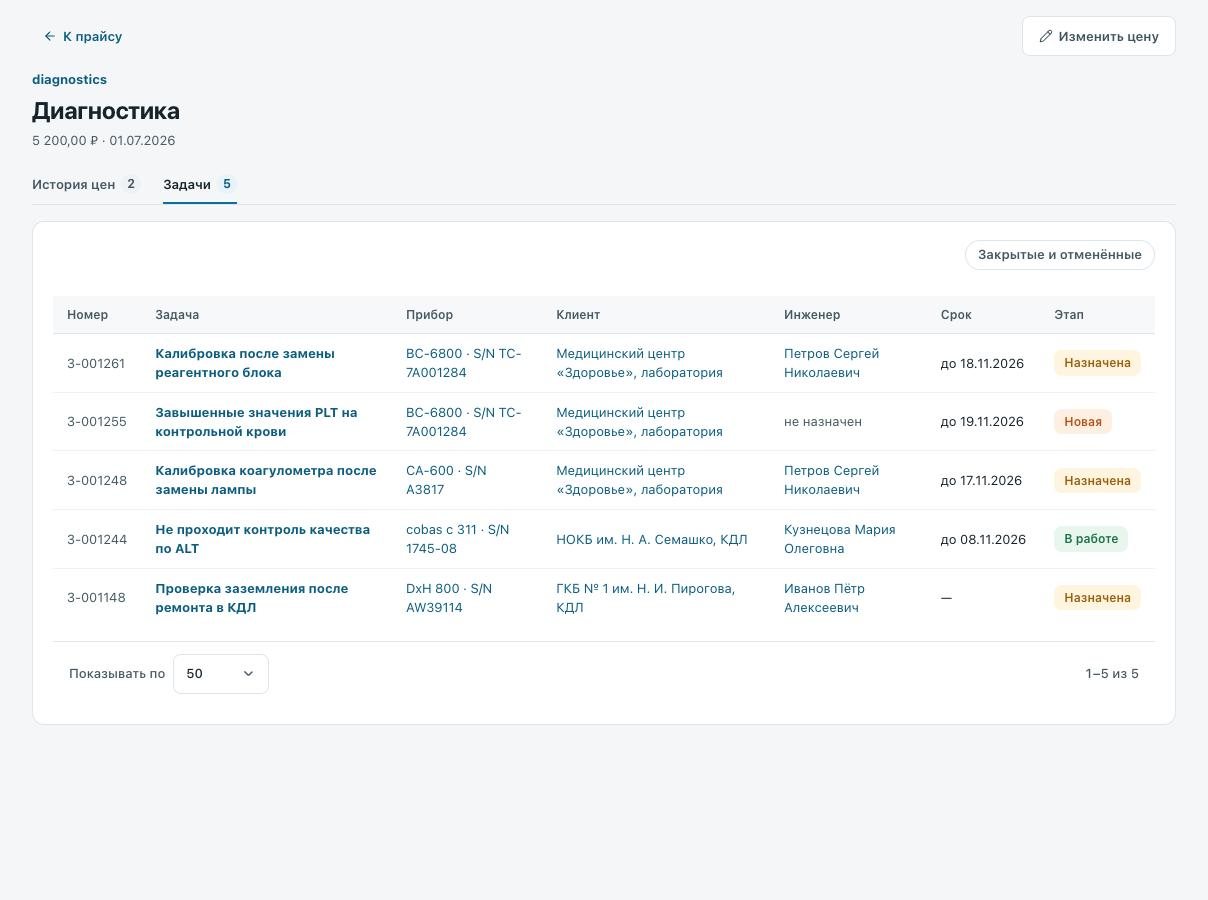 К прайсу
Изменить цену
diagnostics
Диагностика
5 200,00 ₽ · 01.07.2026
История цен 2 Задачи 5
Закрытые и отменённые
Номер Задача Прибор Клиент Инженер Срок Этап
З-001261 Калибровка после замены реагентного блока BC-6800 · S/N TC-7A001284 Медицинский центр «Здоровье», лаборатория Петров Сергей Николаевич до 18.11.2026 Назначена
З-001255 Завышенные значения PLT на контрольной крови BC-6800 · S/N TC-7A001284 Медицинский центр «Здоровье», лаборатория не назначен до 19.11.2026 Новая
З-001248 Калибровка коагулометра после замены лампы CA-600 · S/N A3817 Медицинский центр «Здоровье», лаборатория Петров Сергей Николаевич до 17.11.2026 Назначена
З-001244 Не проходит контроль качества по ALT cobas c 311 · S/N 1745-08 НОКБ им. Н. А. Семашко, КДЛ Кузнецова Мария Олеговна до 08.11.2026 В работе
З-001148 Проверка заземления после ремонта в КДЛ DxH 800 · S/N AW39114 ГКБ № 1 им. Н. И. Пирогова, КДЛ Иванов Пётр Алексеевич — Назначена
Показывать по 50
1–5 из 5